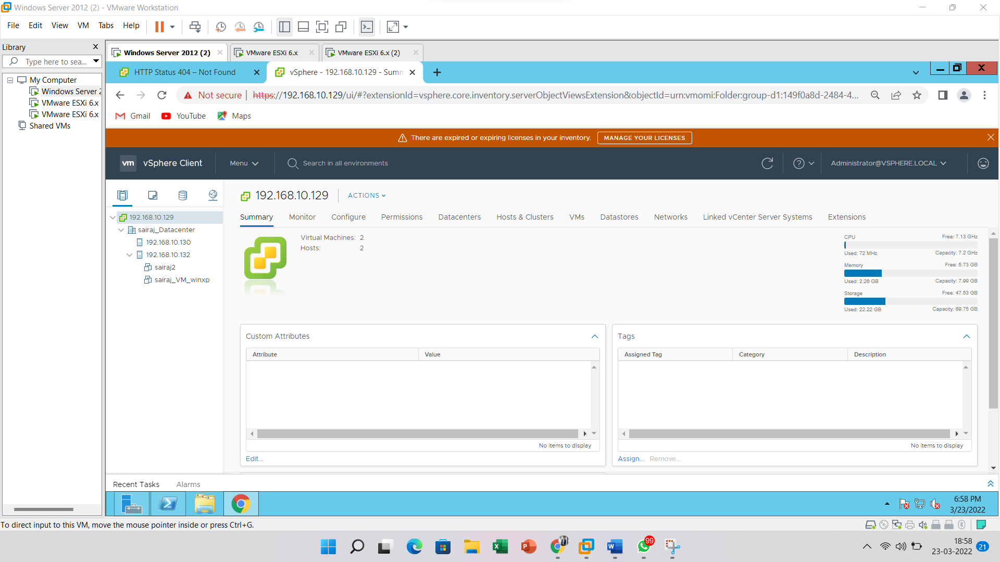 Windows Server 2012 (2) - VMware Workstation
File Edit View VM Tabs Help
Library
Type here to sea...
My Computer
Windows Server 2
VMware ESXi 6.x
VMware ESXi 6.x
Shared VMs
Windows Server 2012 (2)
VMware ESXi 6.x
VMware ESXi 6.x (2)
HTTP Status 404 – Not Found
vSphere - 192.168.10.129 - Summ
Not secure
https://192.168.10.129/ui/#?extensionId=vsphere.core.inventory.serverObjectViewsExtension&objectId=urn:vmomi:Folder:group-d1:149f0a8d-2484-4...
Gmail YouTube Maps
There are expired or expiring licenses in your inventory. MANAGE YOUR LICENSES
vm vSphere Client Menu Search in all environments Administrator@VSPHERE.LOCAL
192.168.10.129
sairaj_Datacenter
192.168.10.130
192.168.10.132
sairaj2
sairaj_VM_winxp
192.168.10.129 ACTIONS
Summary Monitor Configure Permissions Datacenters Hosts & Clusters VMs Datastores Networks Linked vCenter Server Systems Extensions
Virtual Machines: 2
Hosts: 2
CPU Free: 7.13 GHz
Used: 72 MHz Capacity: 7.2 GHz
Memory Free: 5.73 GB
Used: 2.26 GB Capacity: 7.99 GB
Storage Free: 47.53 GB
Used: 22.22 GB Capacity: 69.75 GB
Custom Attributes
Attribute Value
No items to display
Edit...
Tags
Assigned Tag Category Description
No items to display
Assign... Remove...
Recent Tasks Alarms
6:58 PM
3/23/2022
To direct input to this VM, move the mouse pointer inside or press Ctrl+G.
99
18:58
23-03-2022
21